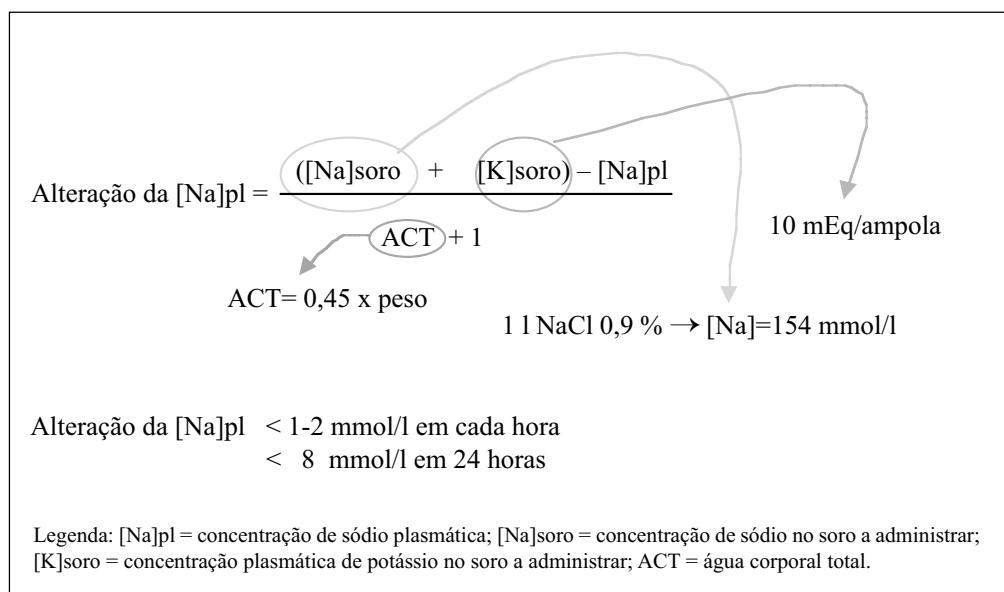 ([Na]soro + [K]soro) – [Na]pl
Alteração da [Na]pl =
ACT + 1
10 mEq/ampola
ACT= 0,45 x peso
1 l NaCl 0,9 % → [Na]=154 mmol/l
Alteração da [Na]pl < 1-2 mmol/l em cada hora
< 8 mmol/l em 24 horas
Legenda: [Na]pl = concentração de sódio plasmática; [Na]soro = concentração de sódio no soro a administrar;
[K]soro = concentração plasmática de potássio no soro a administrar; ACT = água corporal total.